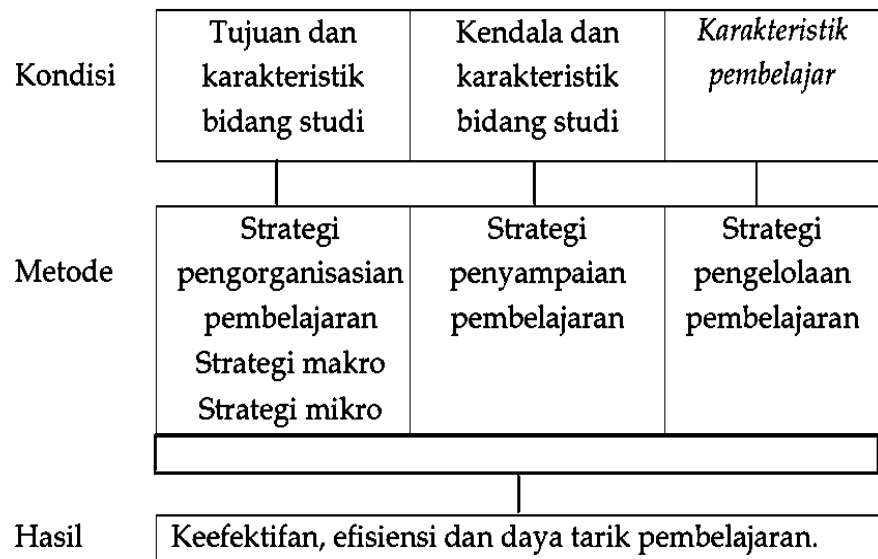 Kondisi
Tujuan dan
karakteristik
bidang studi
Kendala dan
karakteristik
bidang studi
Karakteristik
pembelajar
Metode
Strategi
pengorganisasian
pembelajaran
Strategi makro
Strategi mikro
Strategi
penyampaian
pembelajaran
Strategi
pengelolaan
pembelajaran
Hasil
Keefektifan, efisiensi dan daya tarik pembelajaran.